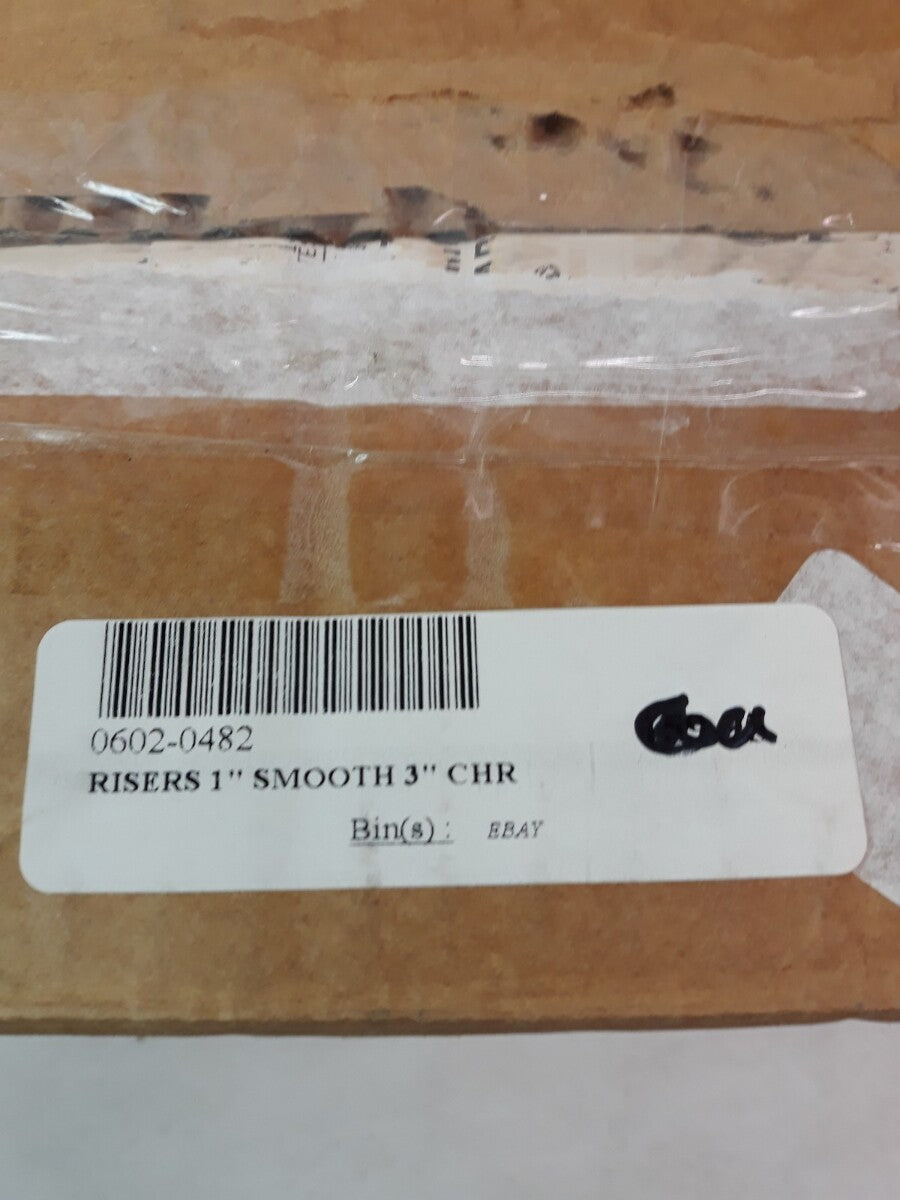 0602-0482
RISERS 1" SMOOTH 3" CHR
Bin(s) : EBAY